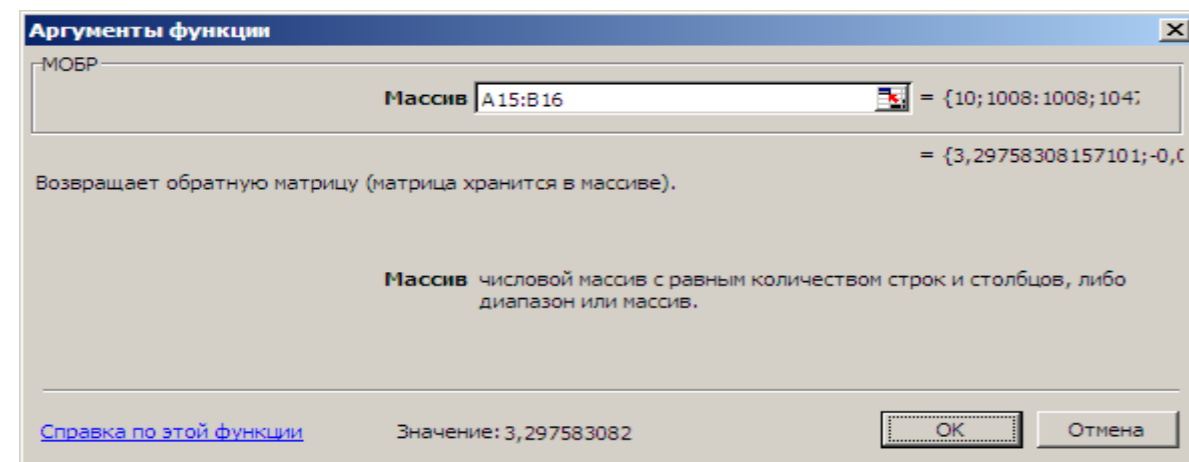 Аргументы функции
МОБР
Массив A15:B16 = {10;1008:1008;1047
= {3,29758308157101;-0,0
Возвращает обратную матрицу (матрица хранится в массиве).
Массив числовой массив с равным количеством строк и столбцов, либо
диапазон или массив.
Справка по этой функции Значение: 3,297583082 OK Отмена